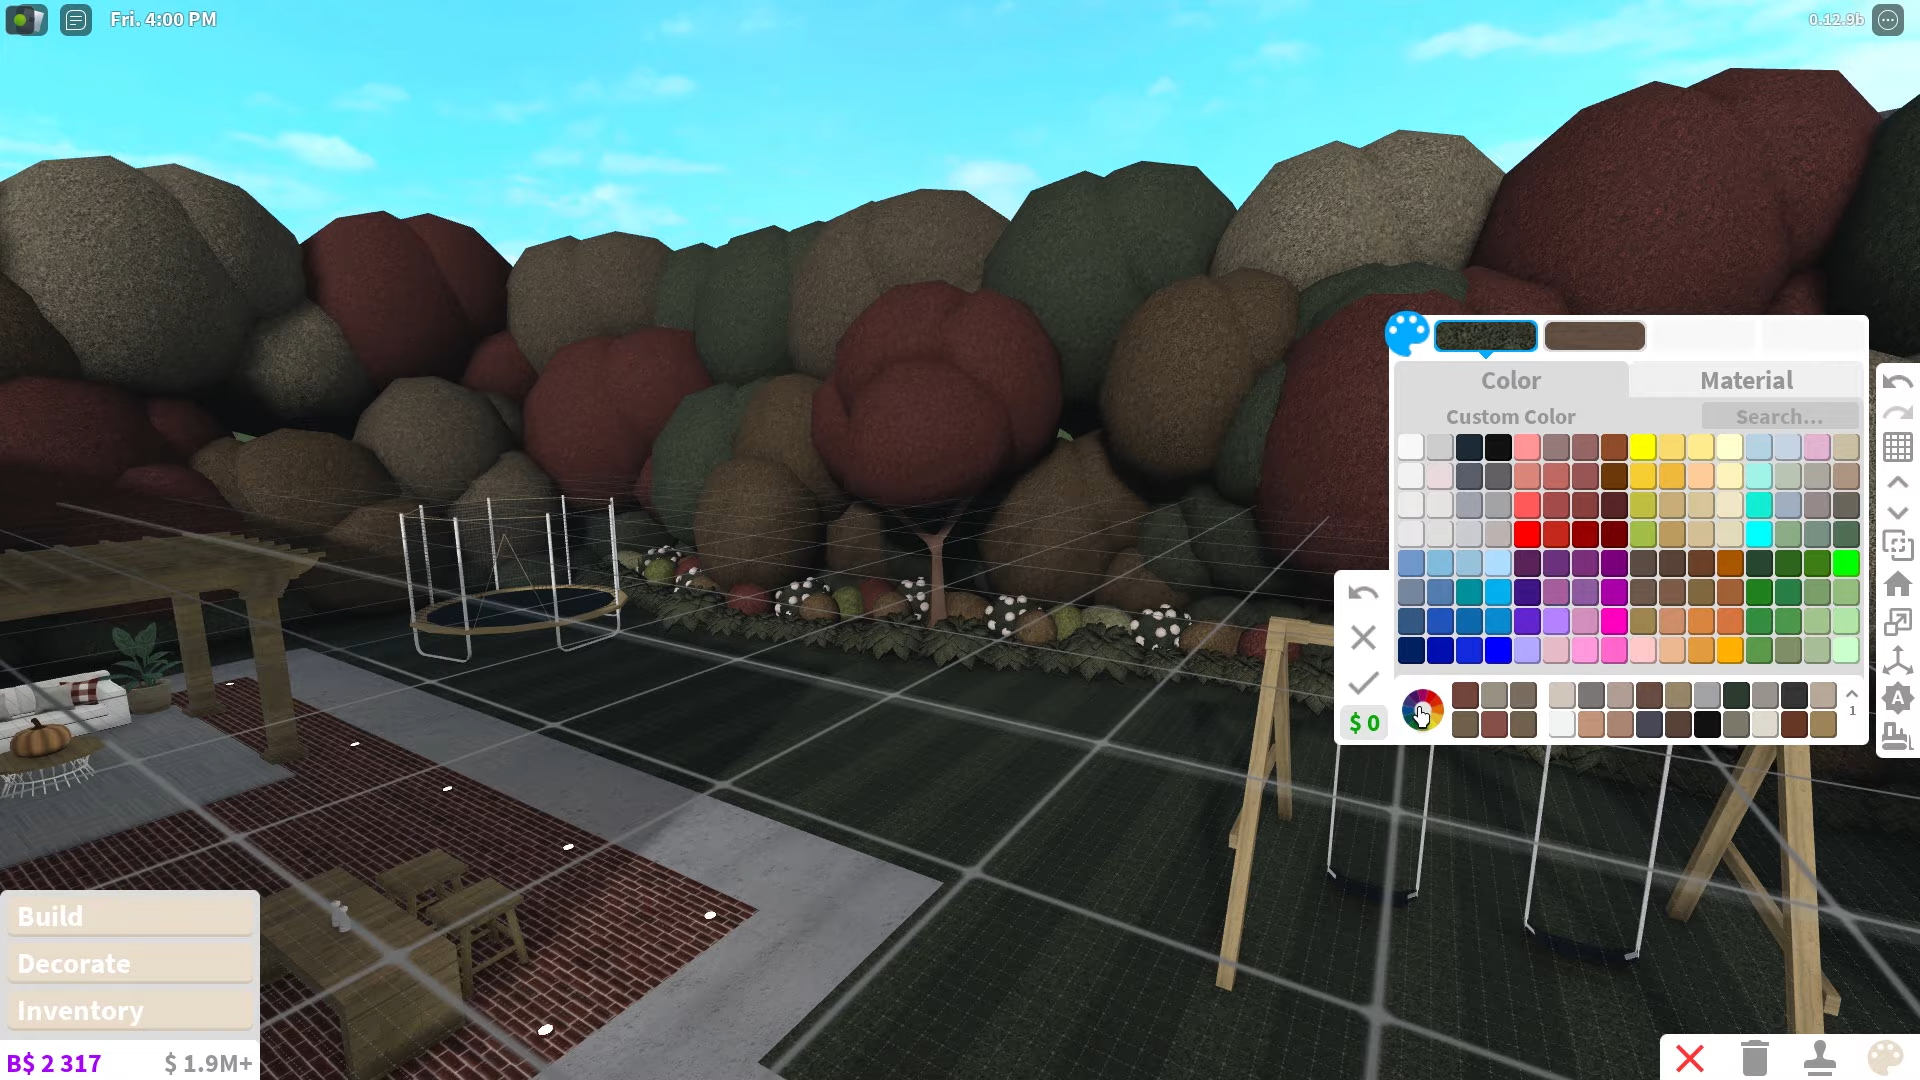 Fri. 4:00 PM
0.12.9b
Color
Material
Custom Color
Search...
$ 0
1
A
Build
Decorate
Inventory
B$ 2 317
$ 1.9M+